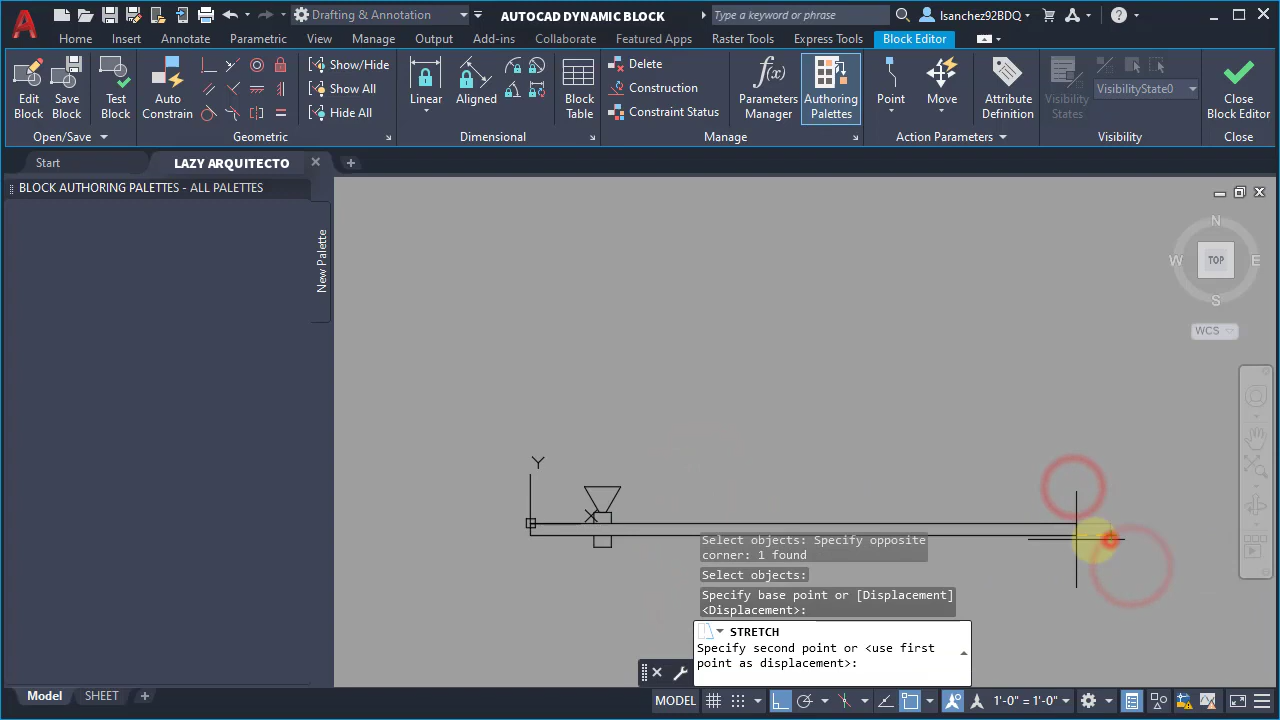 Drafting & Annotation
AUTOCAD DYNAMIC BLOCK
Type a keyword or phrase
lsanchez92BDQ
Home
Insert
Annotate
Parametric
View
Manage
Output
Add-ins
Collaborate
Featured Apps
Raster Tools
Express Tools
Block Editor
Edit
Block
Save
Block
Test
Block
Auto
Constrain
Show/Hide
Show All
Hide All
Linear
Aligned
Block
Table
Delete
Construction
Constraint Status
Parameters
Manager
Authoring
Palettes
Point
Move
Attribute
Definition
Visibility
States
VisibilityState0
Close
Block Editor
Open/Save
Geometric
Dimensional
Manage
Action Parameters
Visibility
Close
Start
LAZY ARQUITECTO
BLOCK AUTHORING PALETTES - ALL PALETTES
New Palette
N
W
TOP
E
S
WCS
Y
Select objects: Specify opposite
corner: 1 found
Select objects:
Specify base point or [Displacement]
<Displacement>:
STRETCH
Specify second point or <use first
point as displacement>:
Model
SHEET
MODEL
1'-0" = 1'-0"